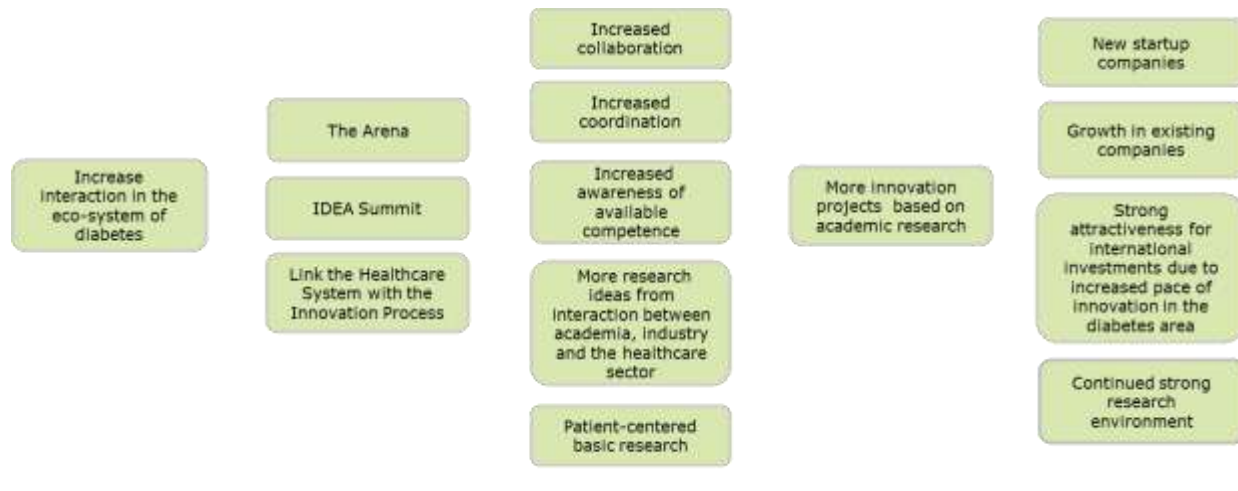 Increase
interaction in the
eco-system of
diabetes
The Arena
IDEA Summit
Link the Healthcare
System with the
Innovation Process
Increased
collaboration
Increased
coordination
Increased
awareness of
available
competence
More research
ideas from
interaction between
academia, industry
and the healthcare
sector
Patient-centered
basic research
More innovation
projects based on
academic research
New startup
companies
Growth in existing
companies
Strong
attractiveness for
international
investments due to
increased pace of
innovation in the
diabetes area
Continued strong
research
environment